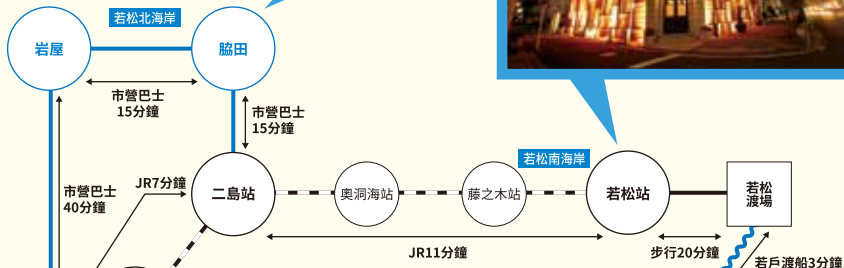 若松北海岸
岩屋
脇田
市營巴士
15分鐘
市營巴士
15分鐘
若松南海岸
JR7分鐘
市營巴士
40分鐘
二島站
奧洞海站
藤之木站
若松站
若松
渡場
JR11分鐘
步行20分鐘
若戶渡船3分鐘